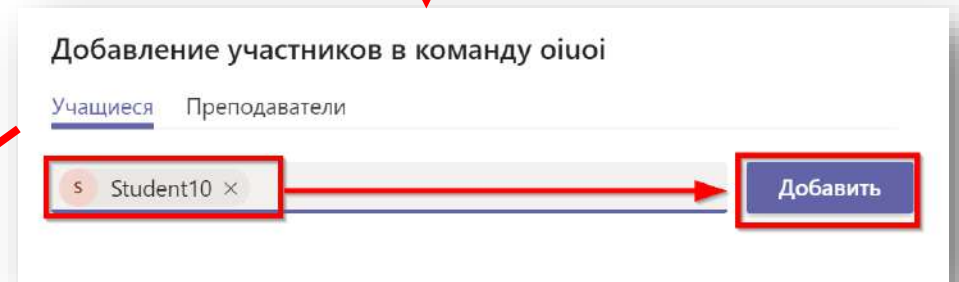 Добавление участников в команду oiuoi
Учащиеся Преподаватели
S Student10 × Добавить